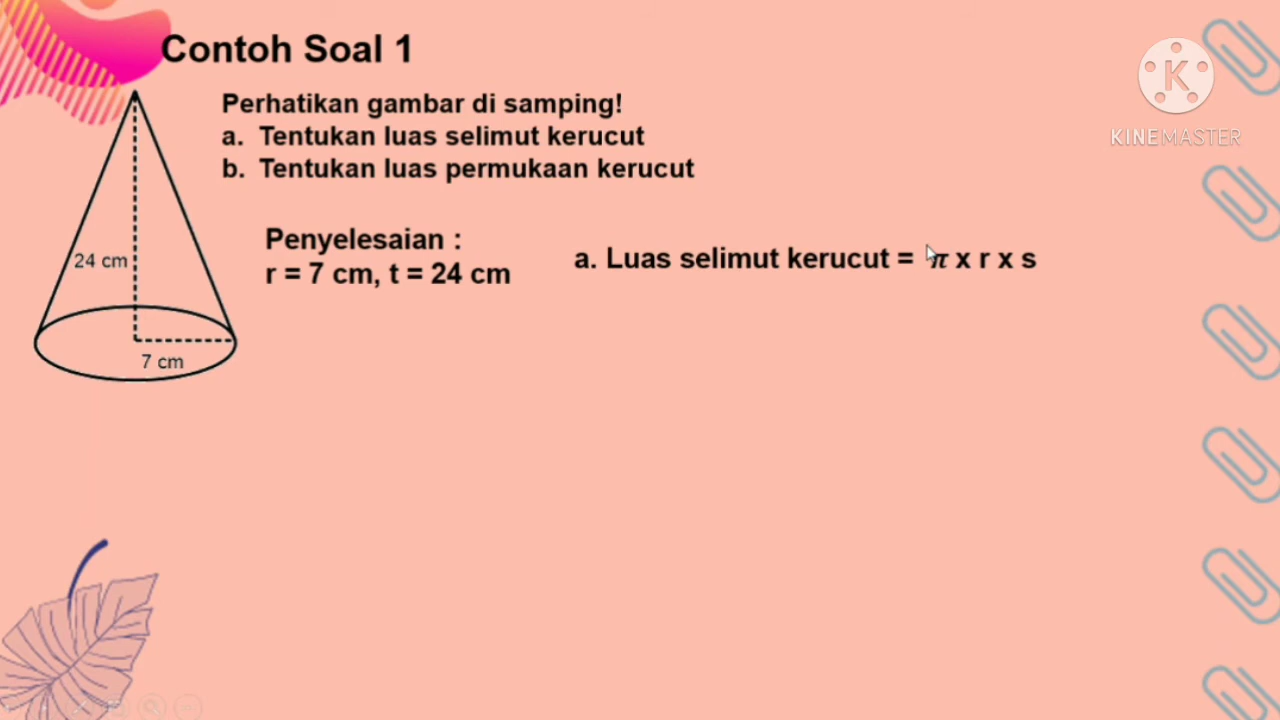 Contoh Soal 1
Perhatikan gambar di samping!
a. Tentukan luas selimut kerucut
b. Tentukan luas permukaan kerucut
Penyelesaian :
r = 7 cm, t = 24 cm
a. Luas selimut kerucut = π x r x s
24 cm
7 cm
K
KINEMASTER